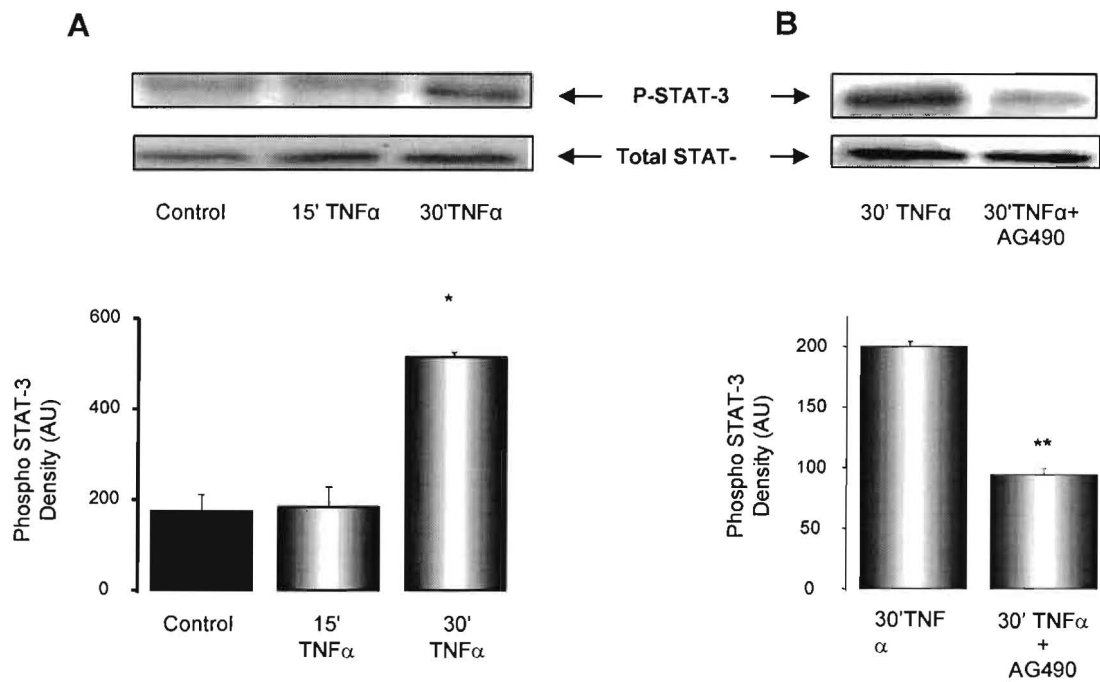 A
B
P-STAT-3
Total STAT-
Control
15' TNFα
30'TNFα
30' TNFα
30'TNFα+
AG490
Phospho STAT-3
Density (AU)
600
400
200
0
*
Control
15'
TNFα
30'
TNFα
Phospho STAT-3
Density (AU)
200
150
100
50
0
**
30'TNF
α
30' TNFα
+
AG490